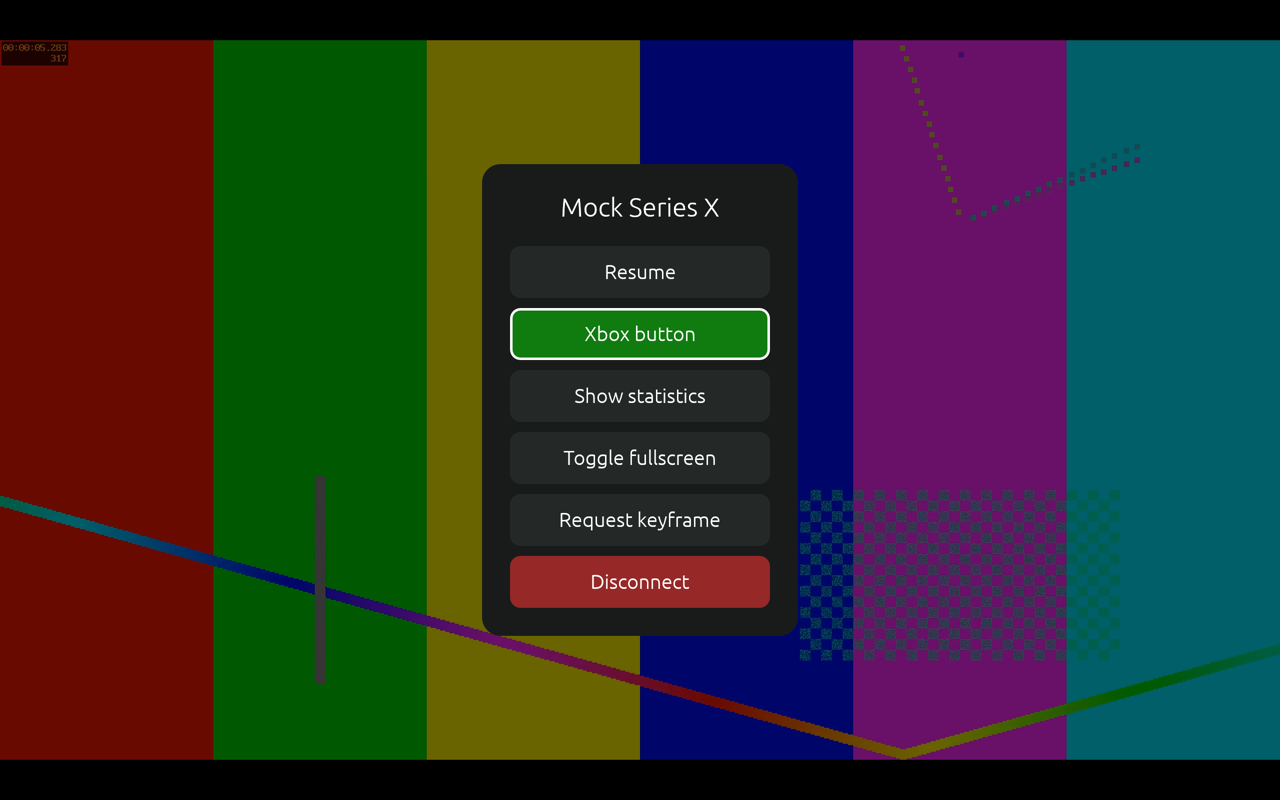 00:00:05.283
317
Mock Series X
Resume
Xbox button
Show statistics
Toggle fullscreen
Request keyframe
Disconnect